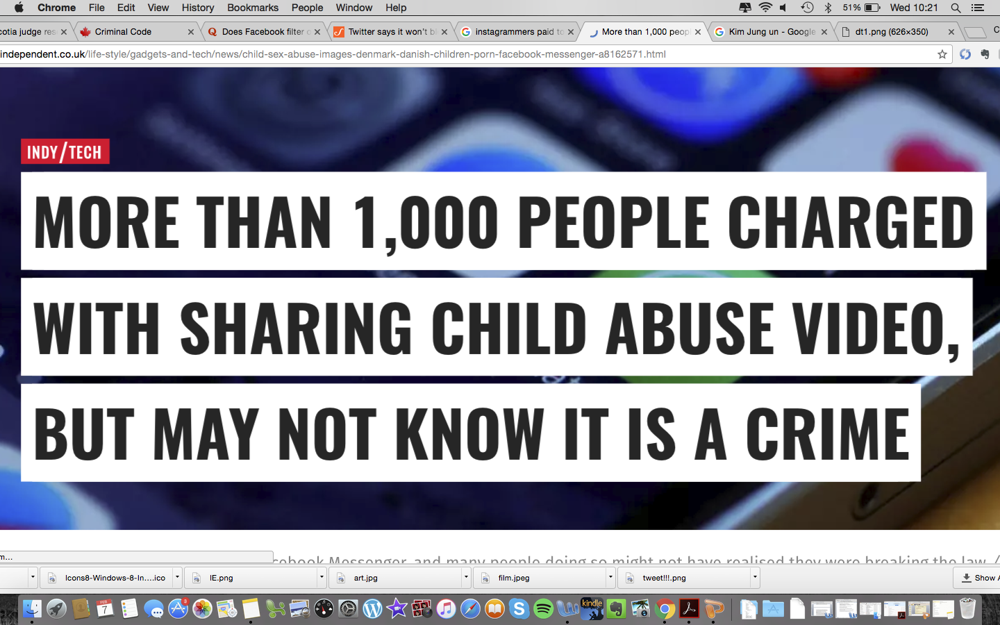 Chrome File Edit View History Bookmarks People Window Help 51% Wed 10:21
cotia judge res Criminal Code Does Facebook filter c Twitter says it won't bl instagrammers paid to More than 1,000 peopl Kim Jung un - Google dt1.png (626×350) C
independent.co.uk/life-style/gadgets-and-tech/news/child-sex-abuse-images-denmark-danish-children-porn-facebook-messenger-a8162571.html
INDY/TECH
MORE THAN 1,000 PEOPLE CHARGED
WITH SHARING CHILD ABUSE VIDEO,
BUT MAY NOT KNOW IT IS A CRIME
m...
cebook Messenger, and many people doing so might not have realised they were breaking the law
Icons8-Windows-8-In....ico IE.png art.jpg film.jpeg tweet!!!.png Show A
FEB
7
3
kindle